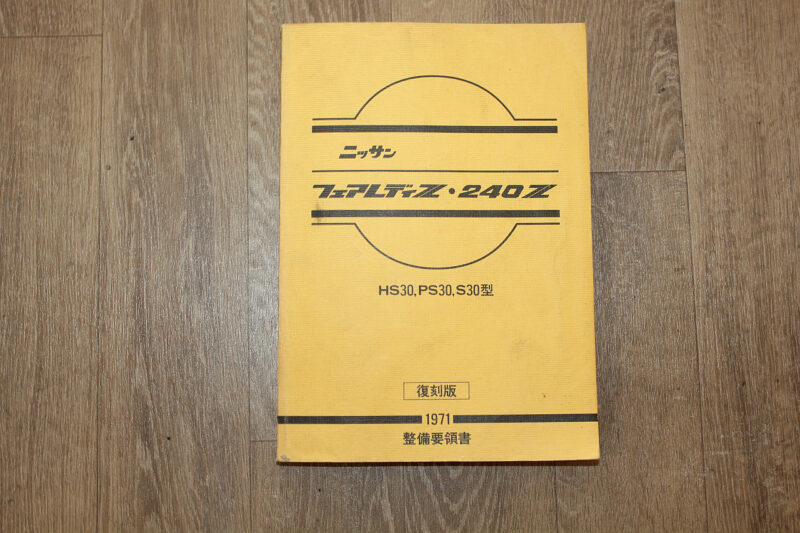 ニッサン
フェアレディZ・240Z
HS30,PS30,S30型
復刻版
1971
整備要領書